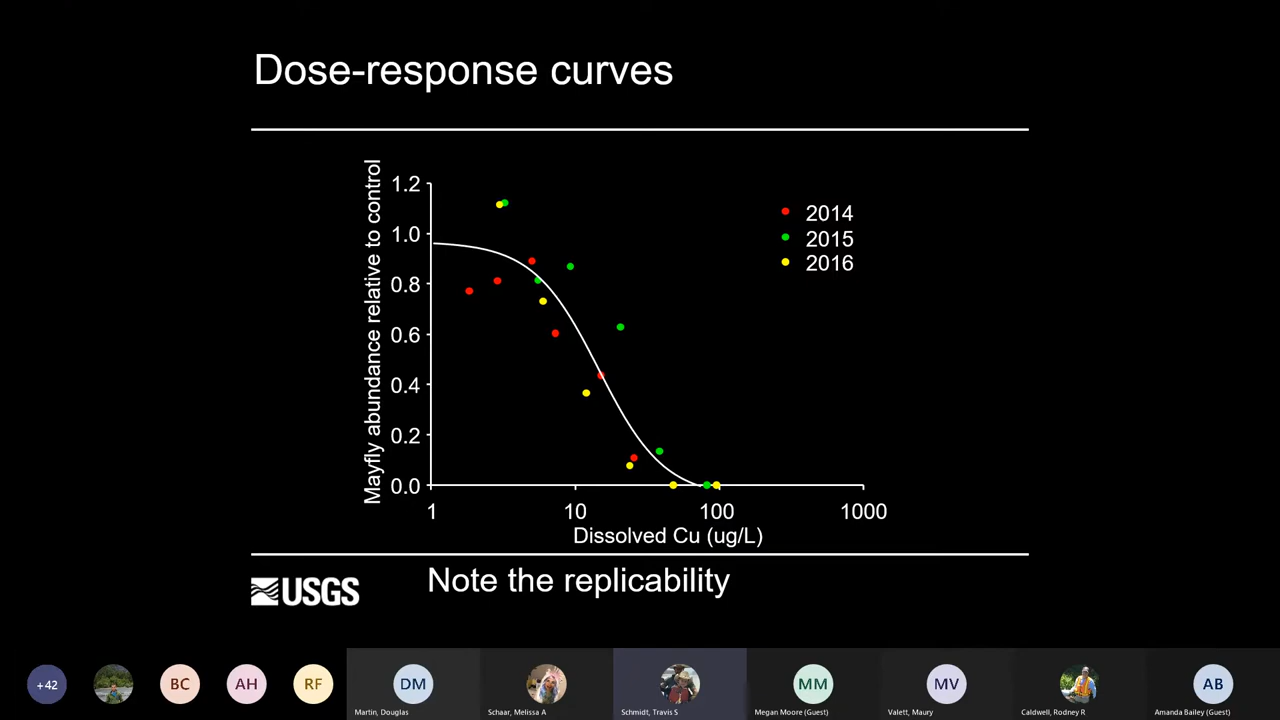 Dose-response curves
Mayfly abundance relative to control
1.2
1.0
0.8
0.6
0.4
0.2
0.0
2014
2015
2016
1
10
100
1000
Dissolved Cu (ug/L)
USGS
Note the replicability
+42
BC
AH
RF
DM
MM
MV
AB
Martin, Douglas
Schaar, Melissa A
Schmidt, Travis S
Megan Moore (Guest)
Valett, Maury
Caldwell, Rodney R
Amanda Bailey (Guest)